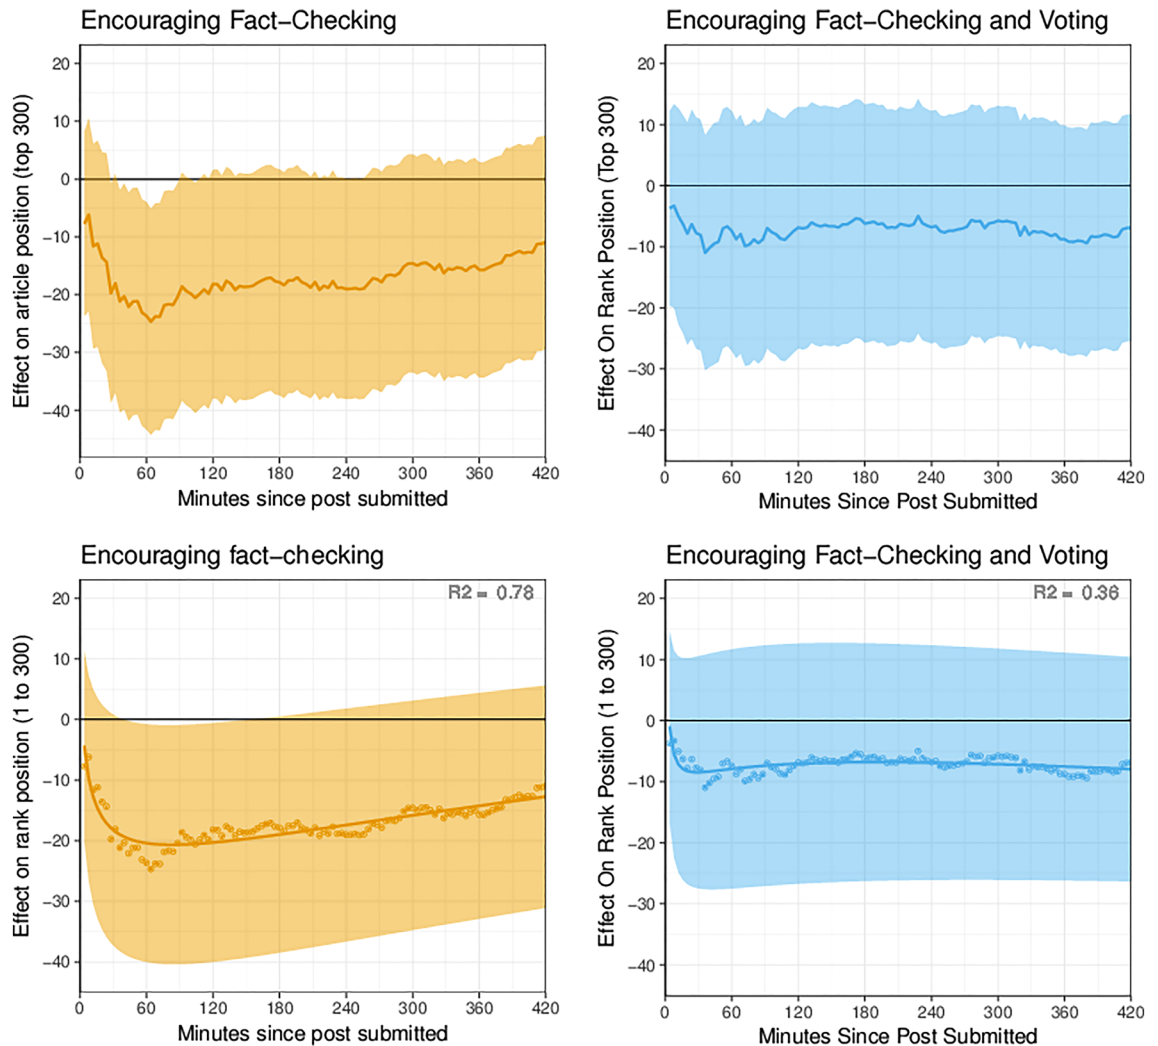 Encouraging Fact−Checking
Effect on article position (top 300)
20
10
0
−10
−20
−30
−40
0 60 120 180 240 300 360 420
Minutes since post submitted
Encouraging Fact−Checking and Voting
Effect On Rank Position (Top 300)
20
10
0
−10
−20
−30
−40
0 60 120 180 240 300 360 420
Minutes Since Post Submitted
Encouraging fact−checking
R2 = 0.78
Effect on rank position (1 to 300)
20
10
0
−10
−20
−30
−40
0 60 120 180 240 300 360 420
Minutes since post submitted
Encouraging Fact−Checking and Voting
R2 = 0.36
Effect On Rank Position (1 to 300)
20
10
0
−10
−20
−30
−40
0 60 120 180 240 300 360 420
Minutes Since Post Submitted